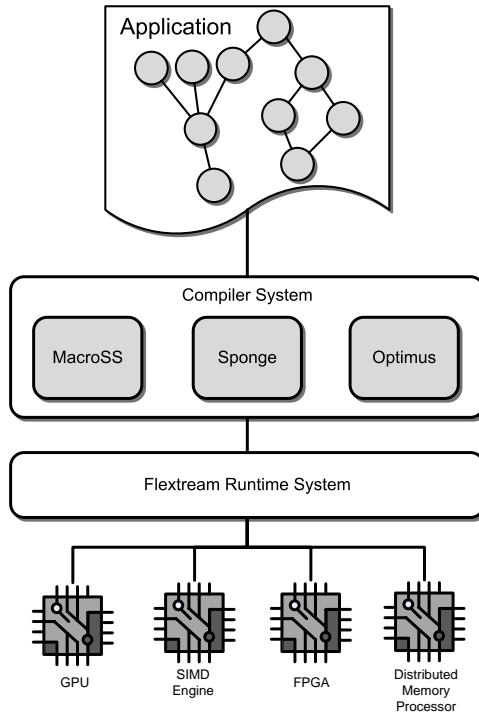 Application
Compiler System
MacroSS
Sponge
Optimus
Flextream Runtime System
GPU
SIMD
Engine
FPGA
Distributed
Memory
Processor